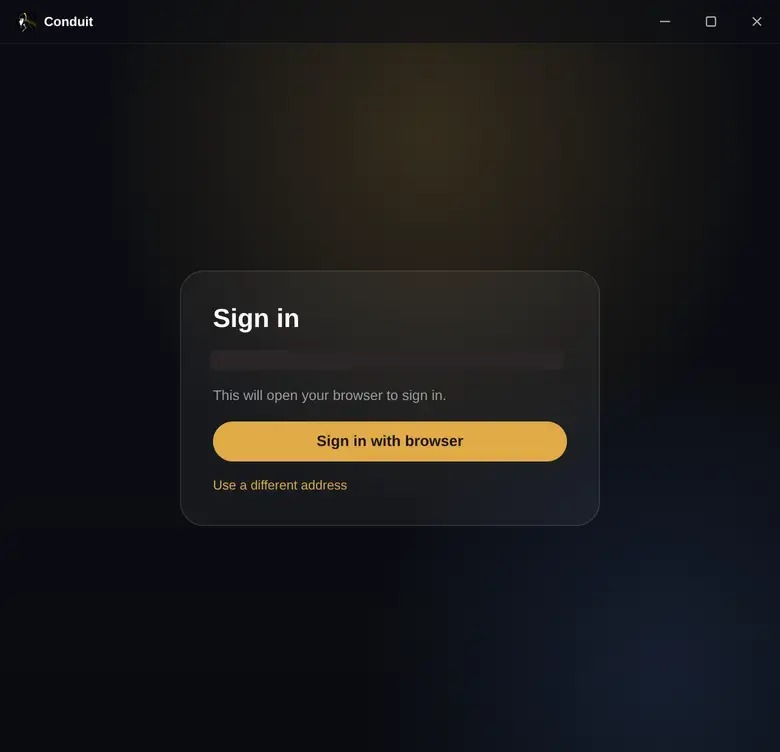 Conduit
Sign in
This will open your browser to sign in.
Sign in with browser
Use a different address